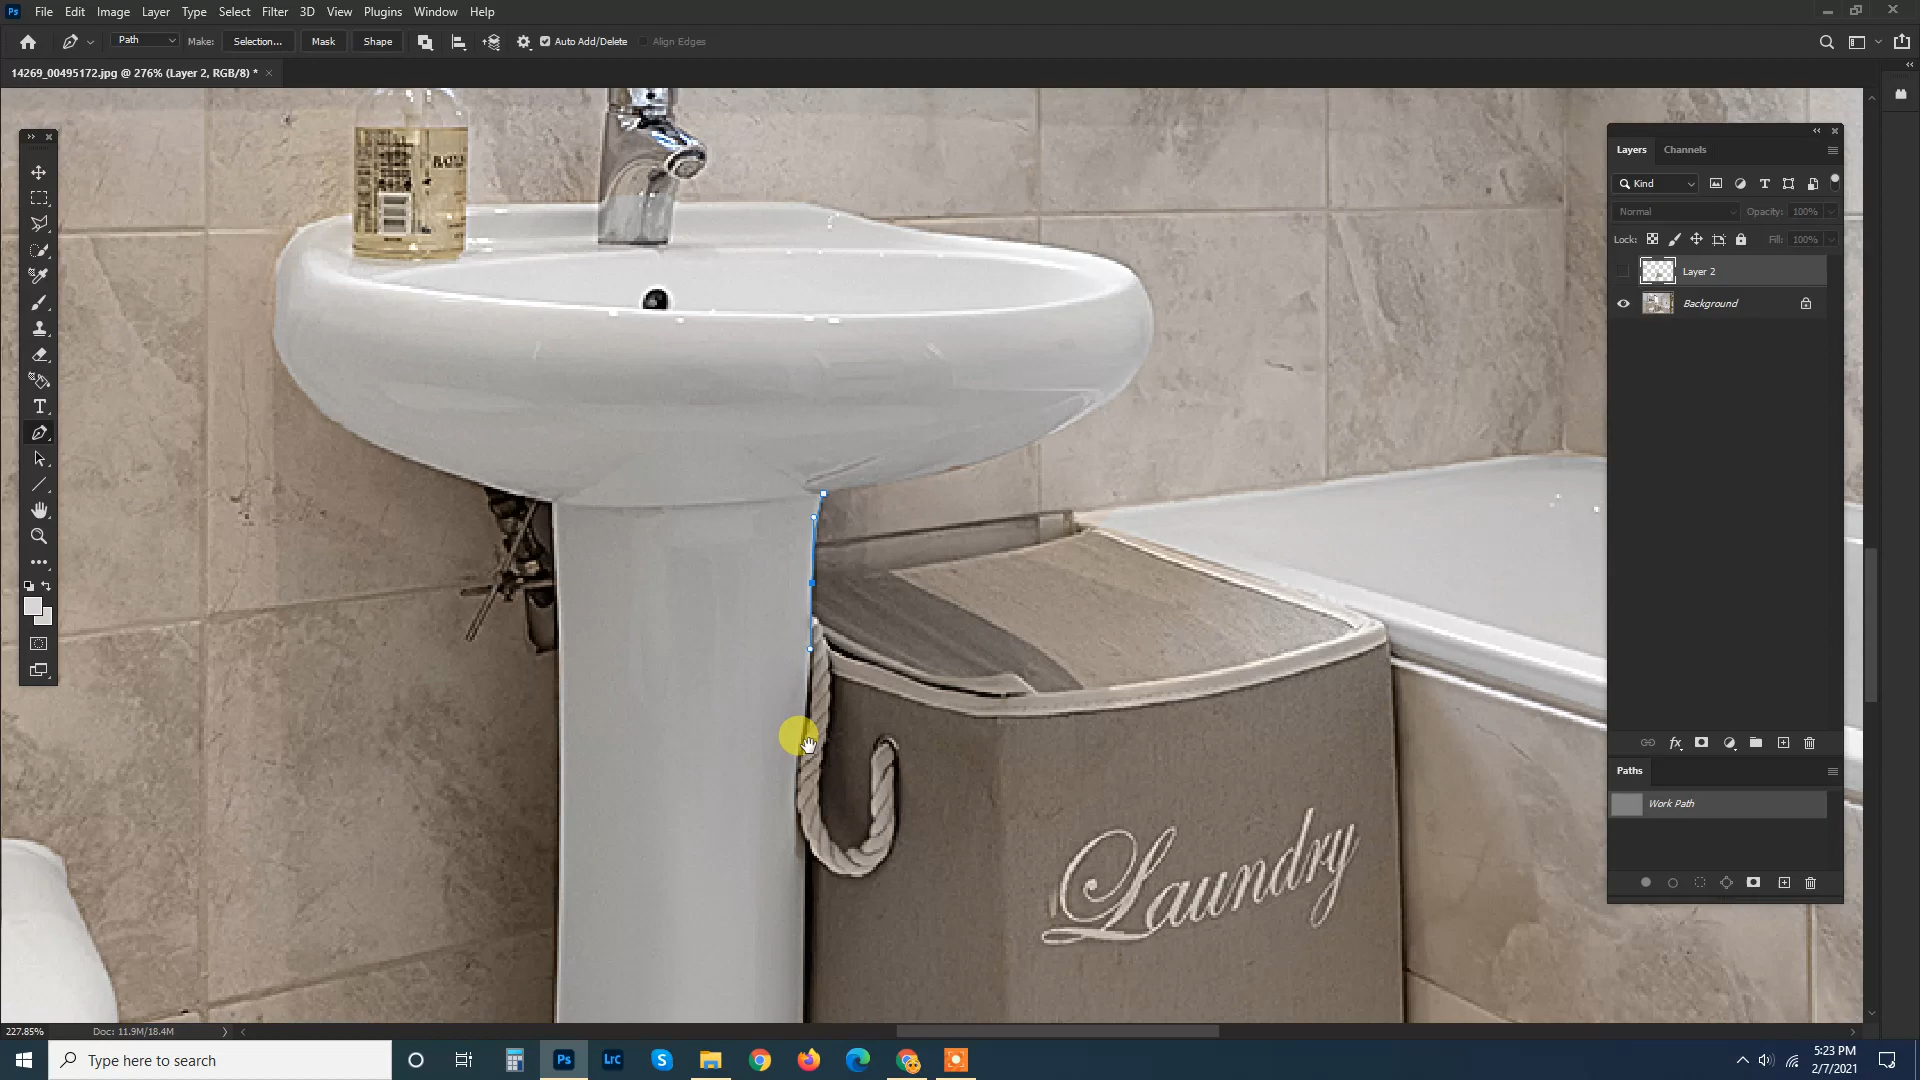 Ps File Edit Image Layer Type Select Filter 3D View Plugins Window Help
Path Make: Selection... Mask Shape Auto Add/Delete Align Edges
14269_00495172.jpg @ 276% (Layer 2, RGB/8) *
Layers Channels
Kind
Normal Opacity: 100%
Lock: Fill: 100%
Layer 2
Background
Paths
Work Path
Laundry
227.85% Doc: 11.9M/18.4M
Type here to search
Ps
LrC
5:23 PM
2/7/2021